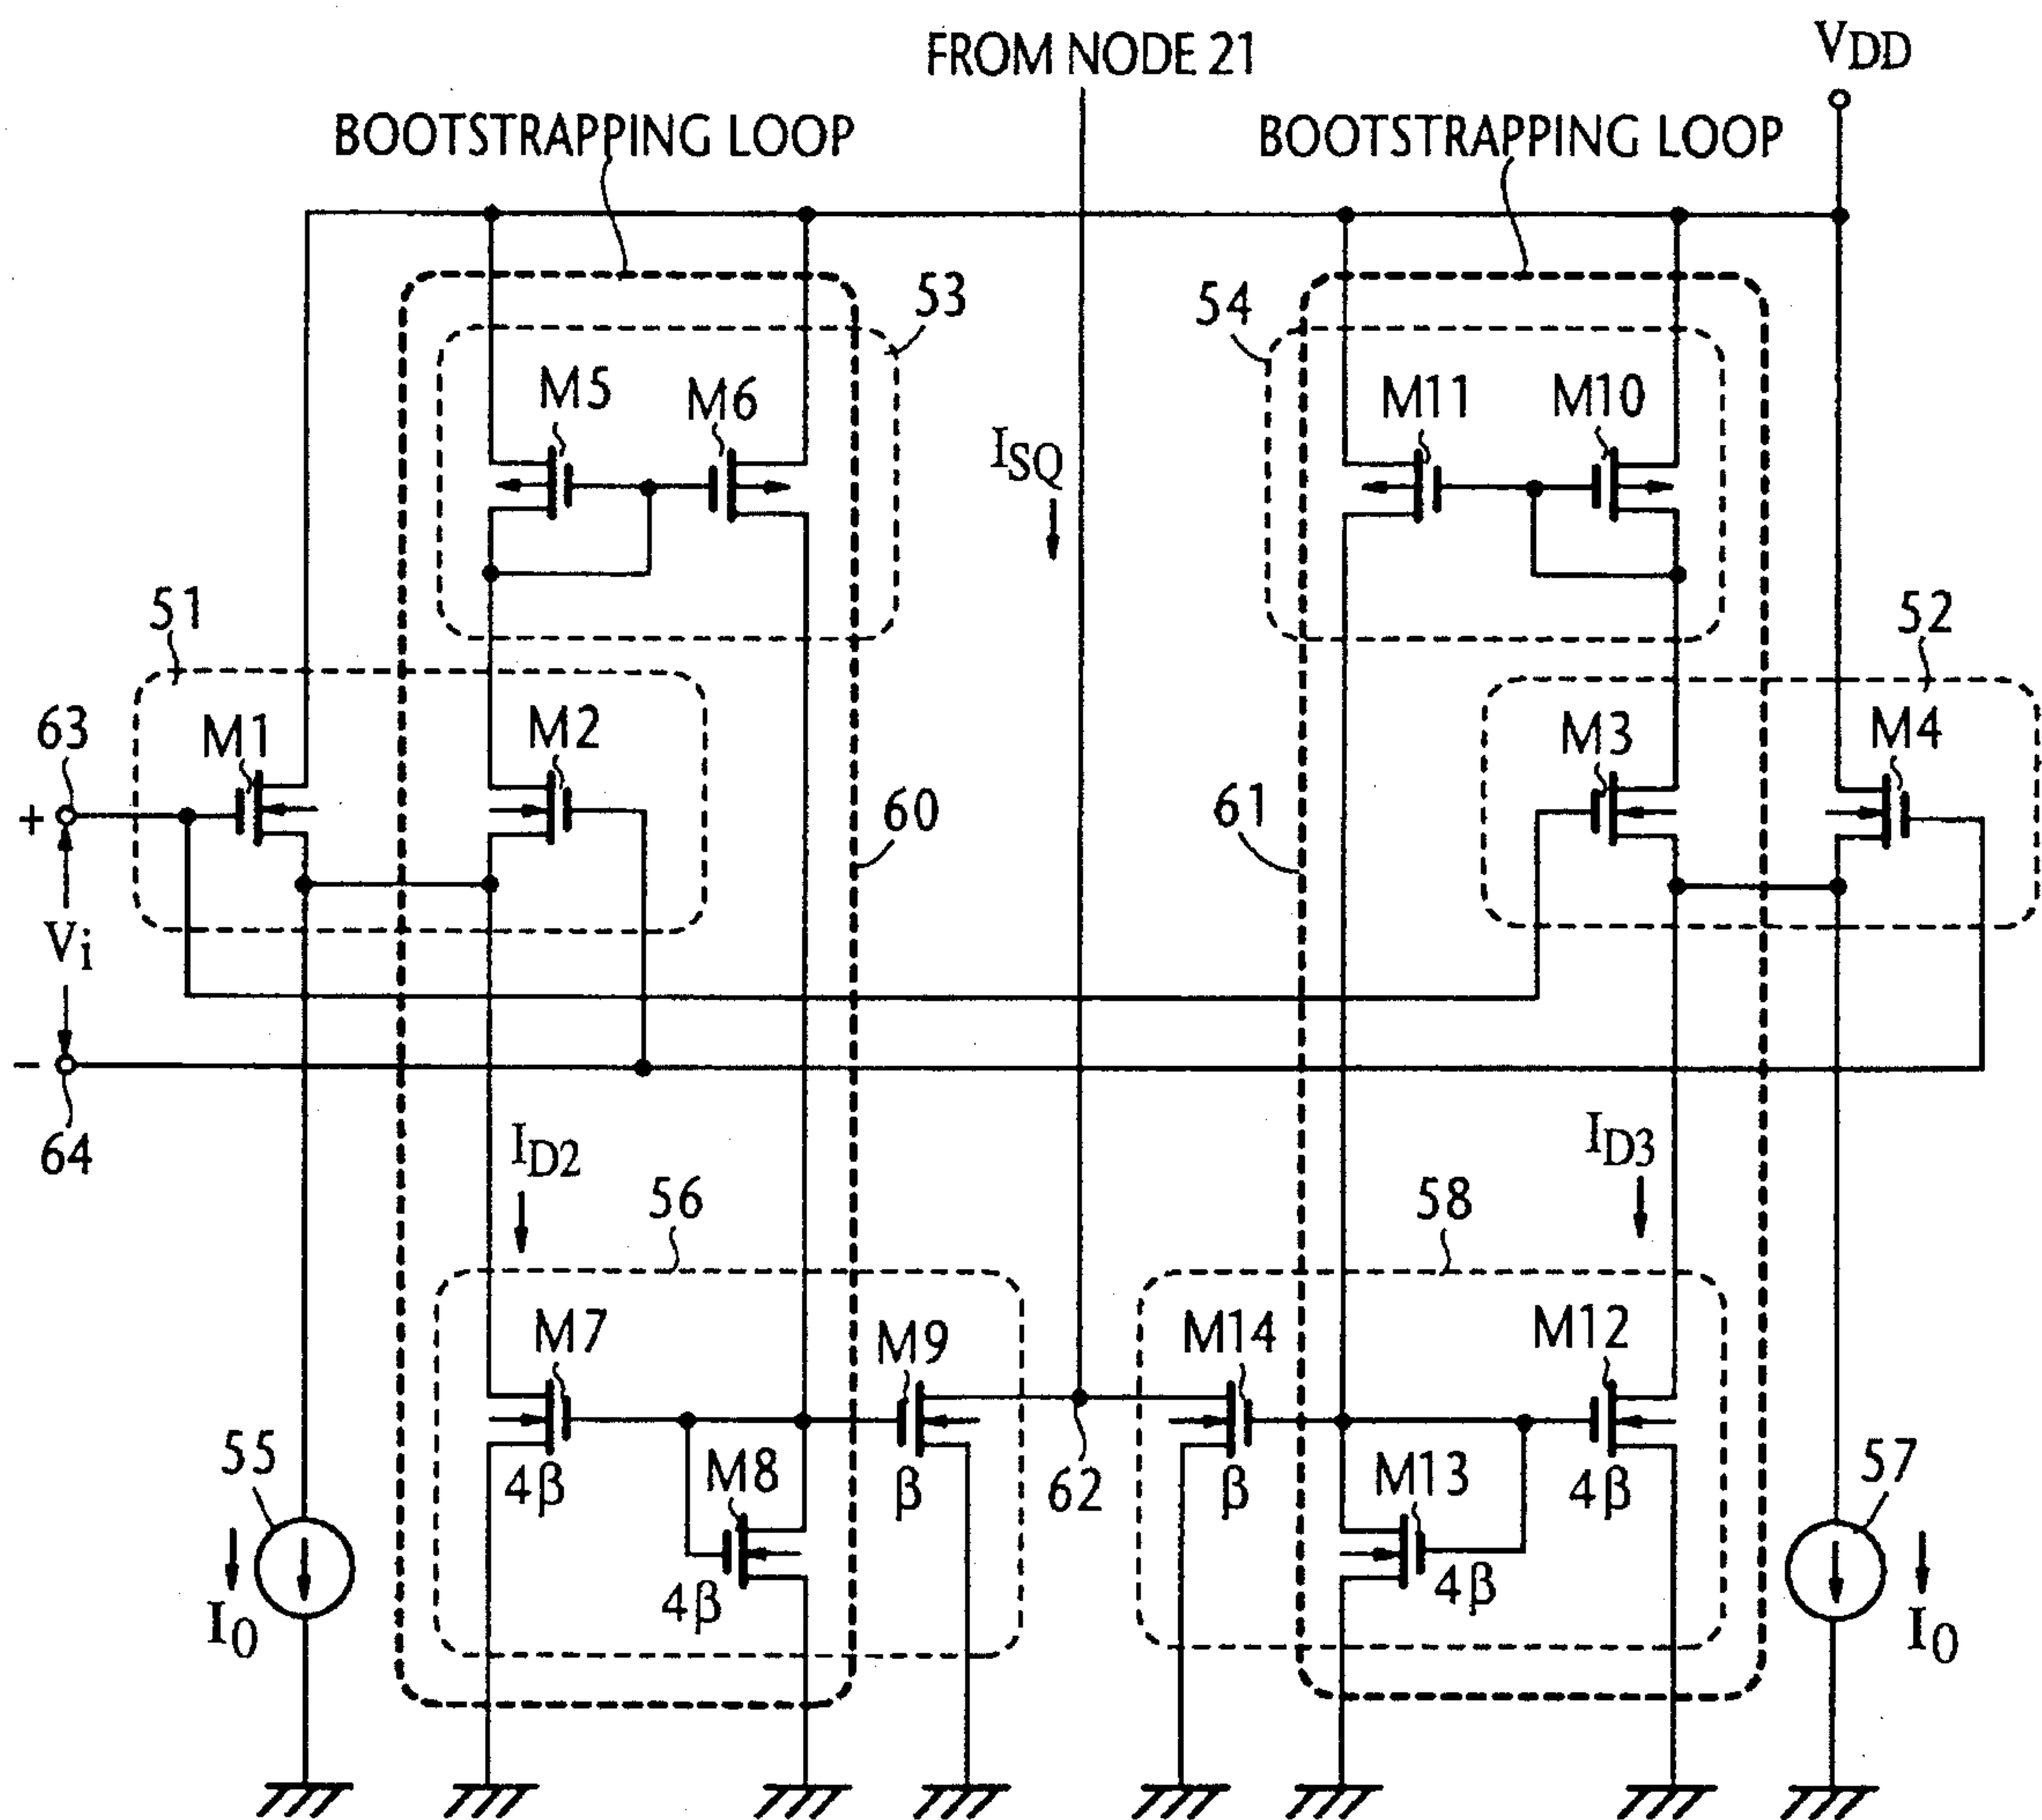 FROM NODE 21
VDD
BOOTSTRAPPING LOOP
BOOTSTRAPPING LOOP
53
54
M5
M6
M11
M10
ISQ
51
52
63
M1
M2
M3
M4
+
60
61
Vi
-
64
ID2
ID3
56
58
M7
M9
M14
M12
55
M8
62
M13
57
4β
β
β
4β
4β
4β
I0
I0